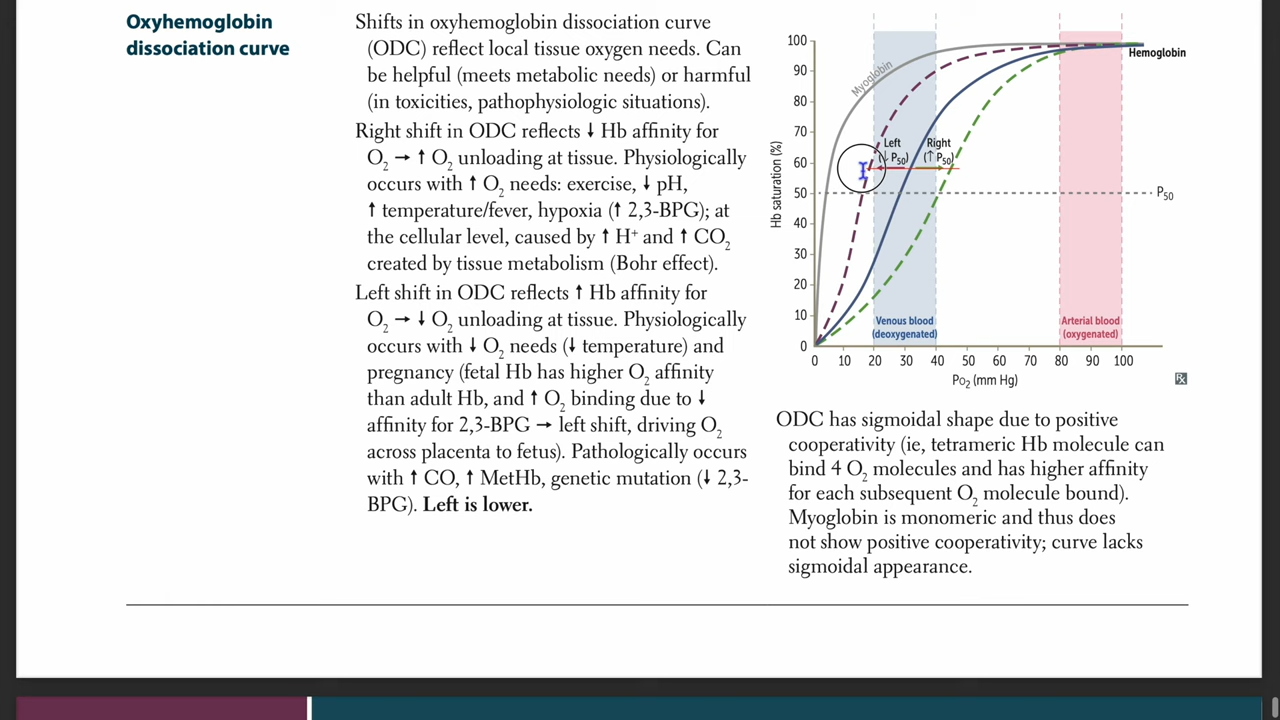 Oxyhemoglobin
dissociation curve
Shifts in oxyhemoglobin dissociation curve
(ODC) reflect local tissue oxygen needs. Can
be helpful (meets metabolic needs) or harmful
(in toxicities, pathophysiologic situations).
Right shift in ODC reflects ↓ Hb affinity for
O₂ → ↑ O₂ unloading at tissue. Physiologically
occurs with ↑ O₂ needs: exercise, ↓ pH,
↑ temperature/fever, hypoxia (↑ 2,3-BPG); at
the cellular level, caused by ↑ H⁺ and ↑ CO₂
created by tissue metabolism (Bohr effect).
Left shift in ODC reflects ↑ Hb affinity for
O₂ → ↓ O₂ unloading at tissue. Physiologically
occurs with ↓ O₂ needs (↓ temperature) and
pregnancy (fetal Hb has higher O₂ affinity
than adult Hb, and ↑ O₂ binding due to ↓
affinity for 2,3-BPG → left shift, driving O₂
across placenta to fetus). Pathologically occurs
with ↑ CO, ↑ MetHb, genetic mutation (↓ 2,3-
BPG). Left is lower.
Hb saturation (%)
100
90
80
70
60
50
40
30
20
10
0
Myoglobin
Hemoglobin
Left
(↓ P₅₀)
Right
(↑ P₅₀)
P₅₀
Venous blood
(deoxygenated)
Arterial blood
(oxygenated)
0 10 20 30 40 50 60 70 80 90 100
PO₂ (mm Hg)
Rx
ODC has sigmoidal shape due to positive
cooperativity (ie, tetrameric Hb molecule can
bind 4 O₂ molecules and has higher affinity
for each subsequent O₂ molecule bound).
Myoglobin is monomeric and thus does
not show positive cooperativity; curve lacks
sigmoidal appearance.